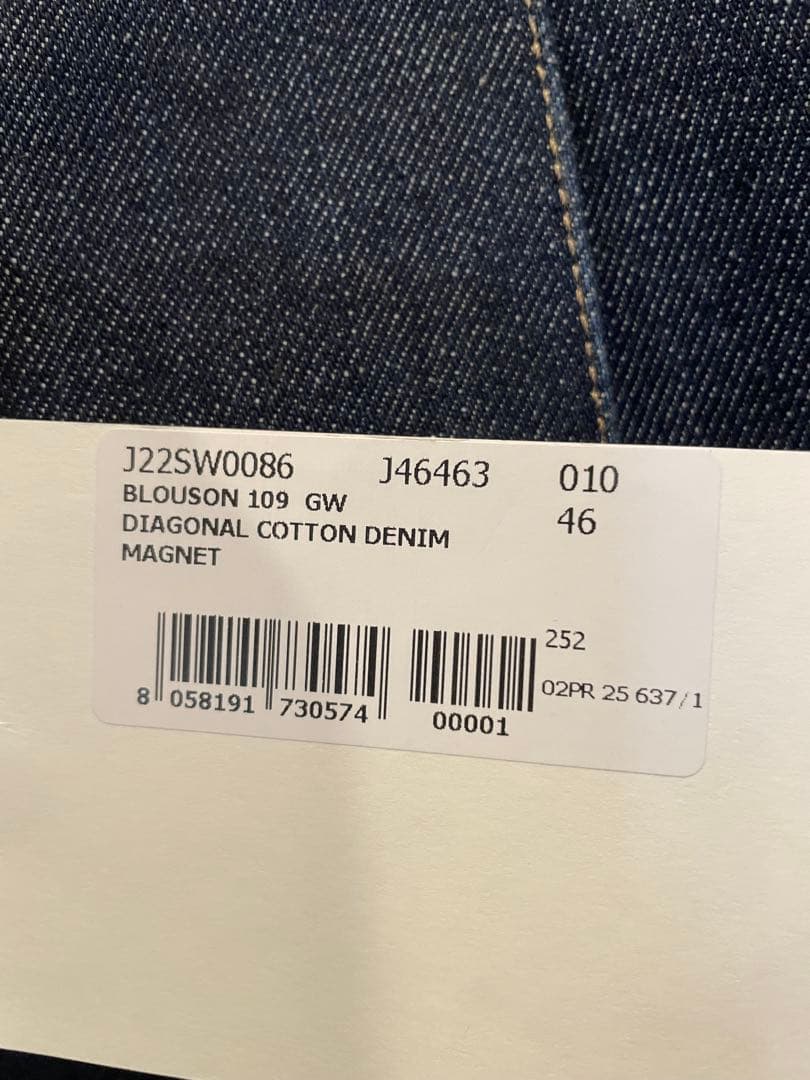 J22SW0086 J46463 010
BLOUSON 109 GW 46
DIAGONAL COTTON DENIM
MAGNET
252
02PR 25 637/1
8 058191 730574 00001